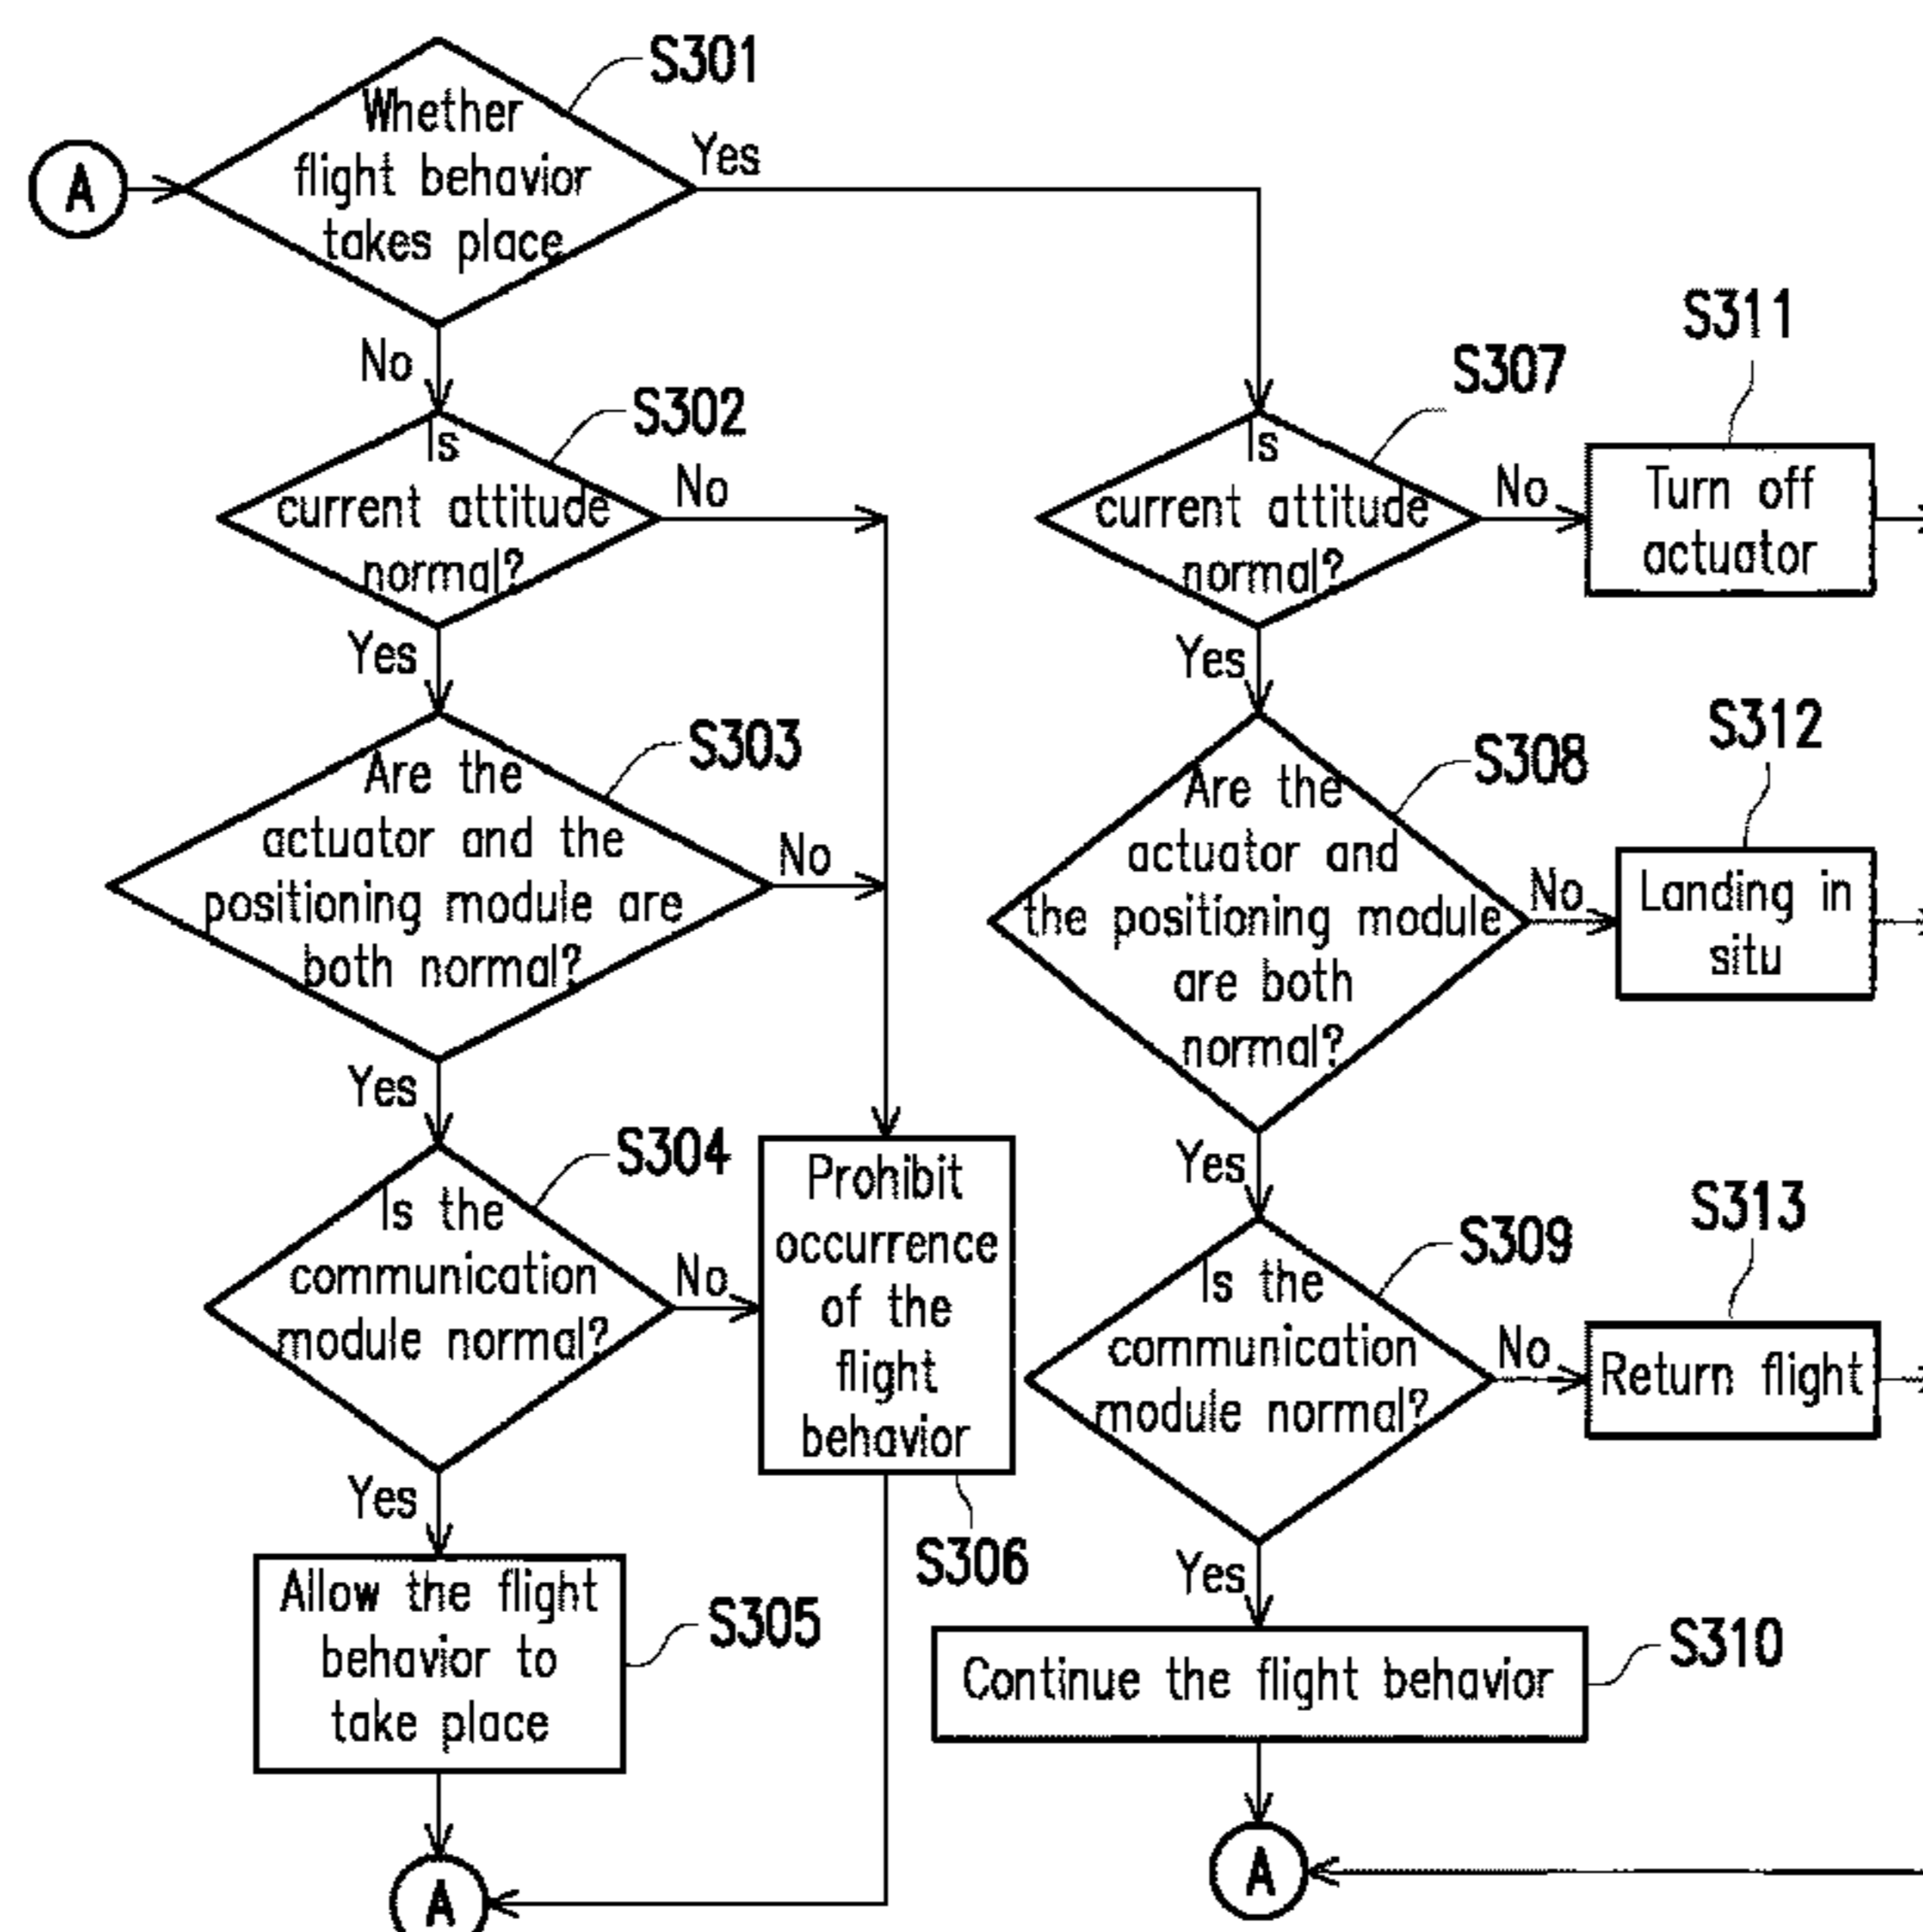 S301
Whether
flight behavior
takes place
A
Yes
No
S302
Is
current attitude
normal?
No
Yes
S303
Are the
actuator and the
positioning module are
both normal?
No
Yes
S304
Is the
communication
module normal?
No
Yes
Allow the flight
behavior to
take place
S305
A
Prohibit
occurrence
of the
flight
behavior
S306
S307
Is
current attitude
normal?
No
S311
Turn off
actuator
Yes
S308
Are the
actuator and
the positioning module
are both
normal?
No
S312
Landing in
situ
Yes
S309
Is the
communication
module normal?
No
S313
Return flight
Yes
Continue the flight behavior
S310
A